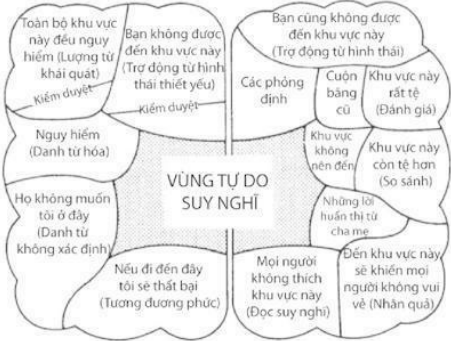 Toàn bộ khu vực
này đều nguy
hiểm (Lượng từ
khái quát)
Kiểm duyệt
Bạn không được
đến khu vực này
(Trợ động từ hình
thái thiết yếu)
Kiểm duyệt
Nguy hiểm
(Danh từ hóa)
Họ không muốn
tôi ở đây
(Danh từ
không xác định)
Nếu đi đến đây
tôi sẽ thất bại
(Tương đương phức)
VÙNG TỰ DO
SUY NGHĨ
Bạn cũng không được
đến khu vực này
(Trợ động từ hình thái)
Các phỏng
định
Cuộn
băng
cũ
Khu vực này
rất tệ
(Đánh giá)
Khu vực
không
nên đến
Khu vực này
còn tệ hơn
(So sánh)
Những lời
huấn thị từ
cha mẹ
Mọi người
không thích
khu vực này
(Đọc suy nghĩ)
Đến khu vực này
sẽ khiến mọi
người không vui
vẻ (Nhân quả)